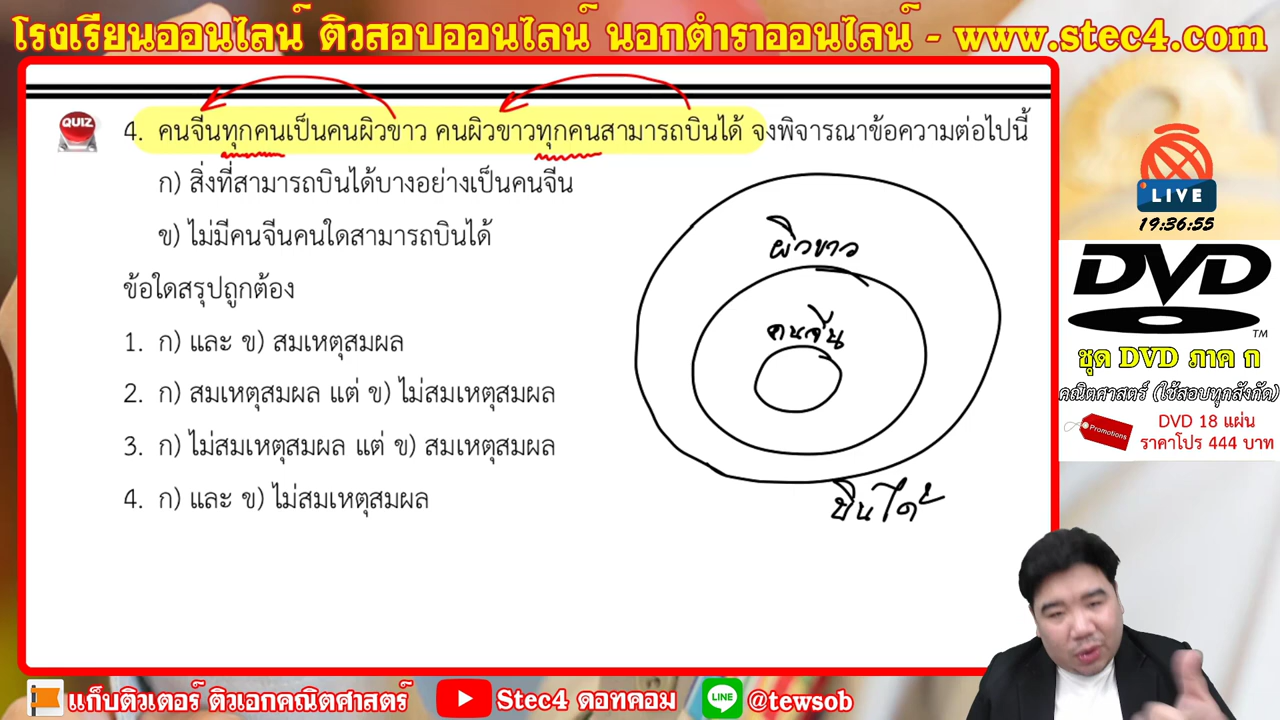 โรงเรียนออนไลน์ ติวสอบออนไลน์ นอกตำราออนไลน์ - www.stec4.com
QUIZ
4. คนจีนทุกคนเป็นคนผิวขาว คนผิวขาวทุกคนสามารถบินได้ จงพิจารณาข้อความต่อไปนี้
ก) สิ่งที่สามารถบินได้บางอย่างเป็นคนจีน
ข) ไม่มีคนจีนคนใดสามารถบินได้
ข้อใดสรุปถูกต้อง
1. ก) และ ข) สมเหตุสมผล
2. ก) สมเหตุสมผล แต่ ข) ไม่สมเหตุสมผล
3. ก) ไม่สมเหตุสมผล แต่ ข) สมเหตุสมผล
4. ก) และ ข) ไม่สมเหตุสมผล
ผิวขาว
คนจีน
บินได้
LIVE
19:36:55
DVD
TM
ชุด DVD ภาค ก
คณิตศาสตร์ (ใช้สอบทุกสังกัด)
Promotions
DVD 18 แผ่น
ราคาโปร 444 บาท
แก๊บติวเตอร์ ติวเอกคณิตศาสตร์
Stec4 ดอทคอม
LINE
@tewsob